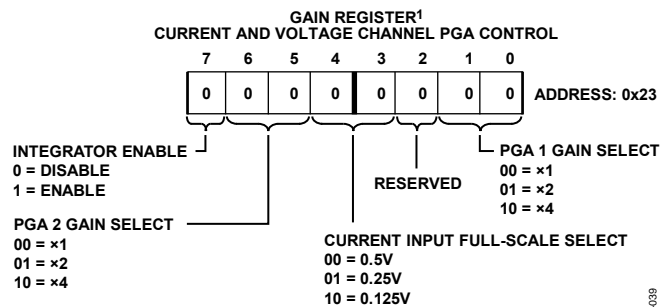 GAIN REGISTER1
CURRENT AND VOLTAGE CHANNEL PGA CONTROL
7 6 5 4 3 2 1 0
0 0 0 0 0 0 0 0 ADDRESS: 0x23
INTEGRATOR ENABLE
0 = DISABLE
1 = ENABLE
RESERVED
PGA 1 GAIN SELECT
00 = ×1
01 = ×2
10 = ×4
PGA 2 GAIN SELECT
00 = ×1
01 = ×2
10 = ×4
CURRENT INPUT FULL-SCALE SELECT
00 = 0.5V
01 = 0.25V
10 = 0.125V
039